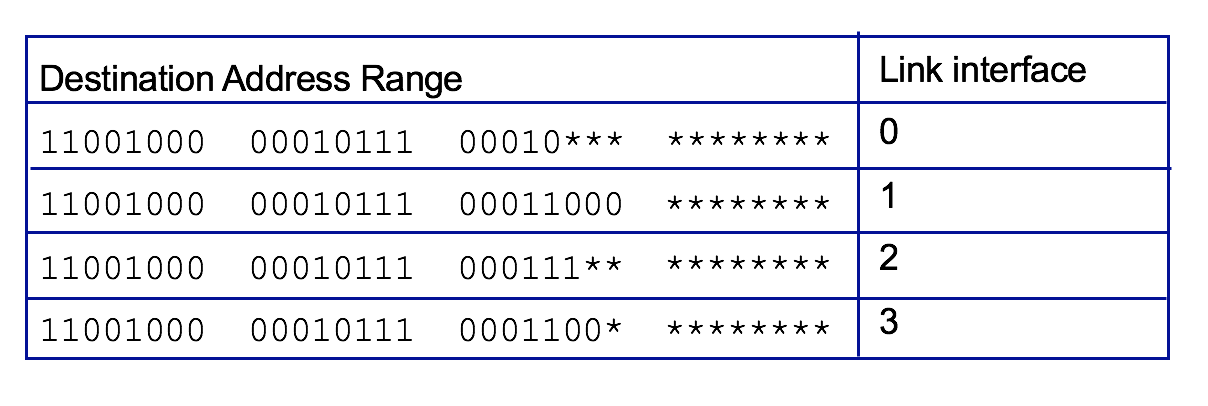 Destination Address Range Link interface
11001000 00010111 00010*** ******** 0
11001000 00010111 00011000 ******** 1
11001000 00010111 000111** ******** 2
11001000 00010111 0001100* ******** 3